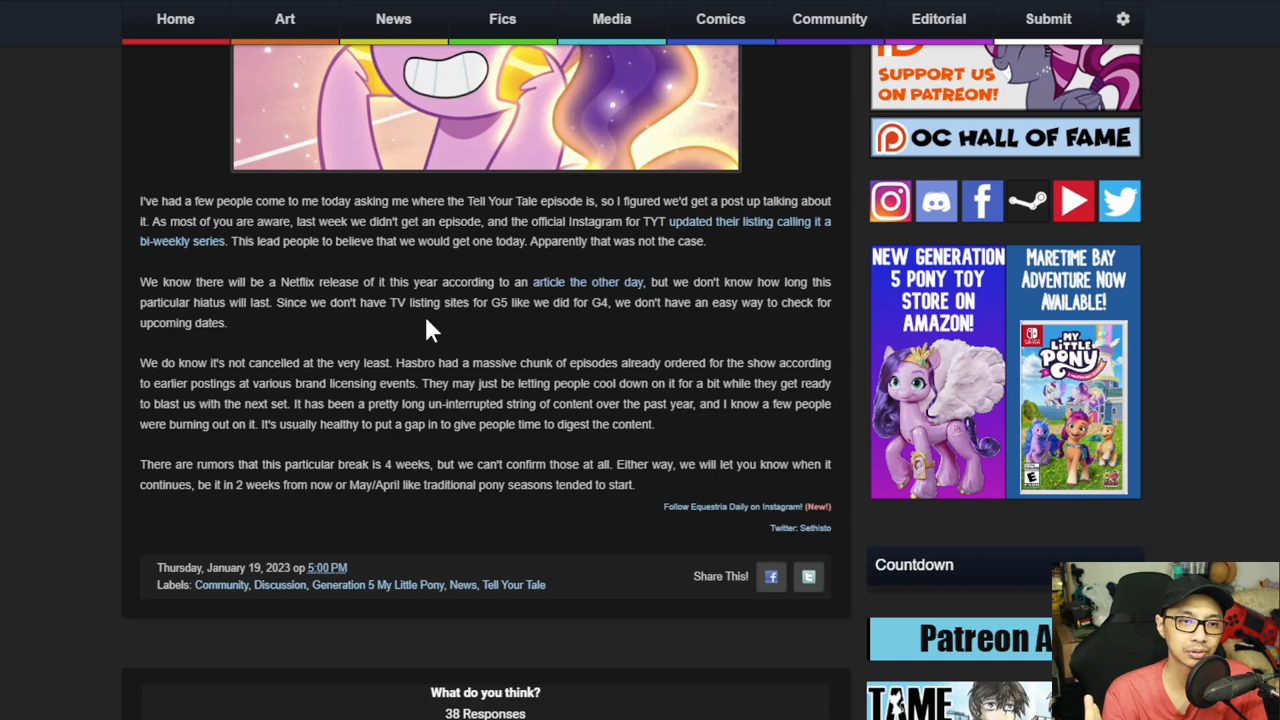 Home Art News Fics Media Comics Community Editorial Submit
SUPPORT US
ON PATREON!
OC HALL OF FAME
I've had a few people come to me today asking me where the Tell Your Tale episode is, so I figured we'd get a post up talking about
it. As most of you are aware, last week we didn't get an episode, and the official Instagram for TYT updated their listing calling it a
bi-weekly series. This lead people to believe that we would get one today. Apparently that was not the case.
We know there will be a Netflix release of it this year according to an article the other day, but we don't know how long this
particular hiatus will last. Since we don't have TV listing sites for G5 like we did for G4, we don't have an easy way to check for
upcoming dates.
We do know it's not cancelled at the very least. Hasbro had a massive chunk of episodes already ordered for the show according
to earlier postings at various brand licensing events. They may just be letting people cool down on it for a bit while they get ready
to blast us with the next set. It has been a pretty long un-interrupted string of content over the past year, and I know a few people
were burning out on it. It's usually healthy to put a gap in to give people time to digest the content.
There are rumors that this particular break is 4 weeks, but we can't confirm those at all. Either way, we will let you know when it
continues, be it in 2 weeks from now or May/April like traditional pony seasons tended to start.
Follow Equestria Daily on Instagram! (New!)
Twitter: Sethisto
Thursday, January 19, 2023 op 5:00 PM
Labels: Community, Discussion, Generation 5 My Little Pony, News, Tell Your Tale
Share This!
What do you think?
38 Responses
NEW GENERATION
5 PONY TOY
STORE ON
AMAZON!
MARETIME BAY
ADVENTURE NOW
AVAILABLE!
MY
LITTLE
PONY
E
Countdown
Patreon A
TAME